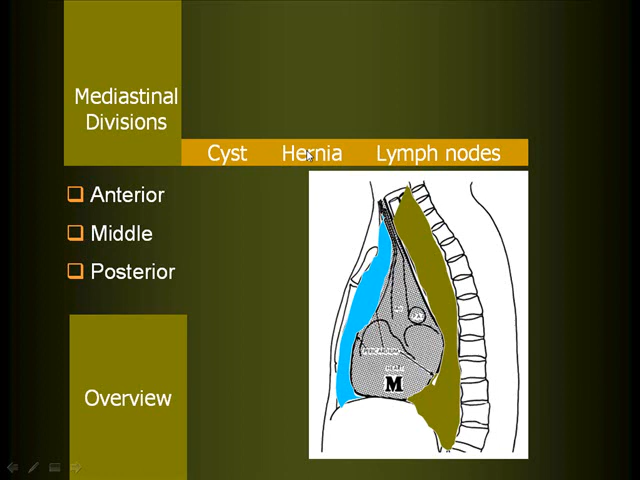 Mediastinal
Divisions
Cyst Hernia Lymph nodes
Anterior
Middle
Posterior
PERICARDIUM
HEART
M
Overview